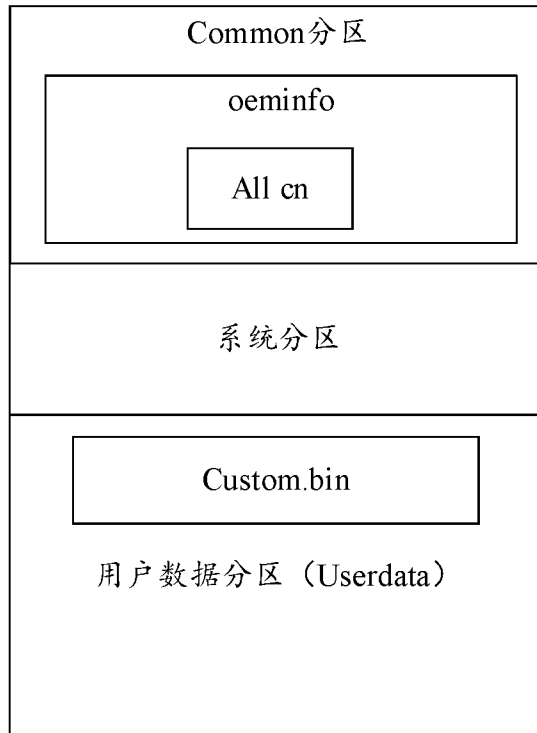 Common分区
oeminfo
All cn
系统分区
Custom.bin
用户数据分区（Userdata）